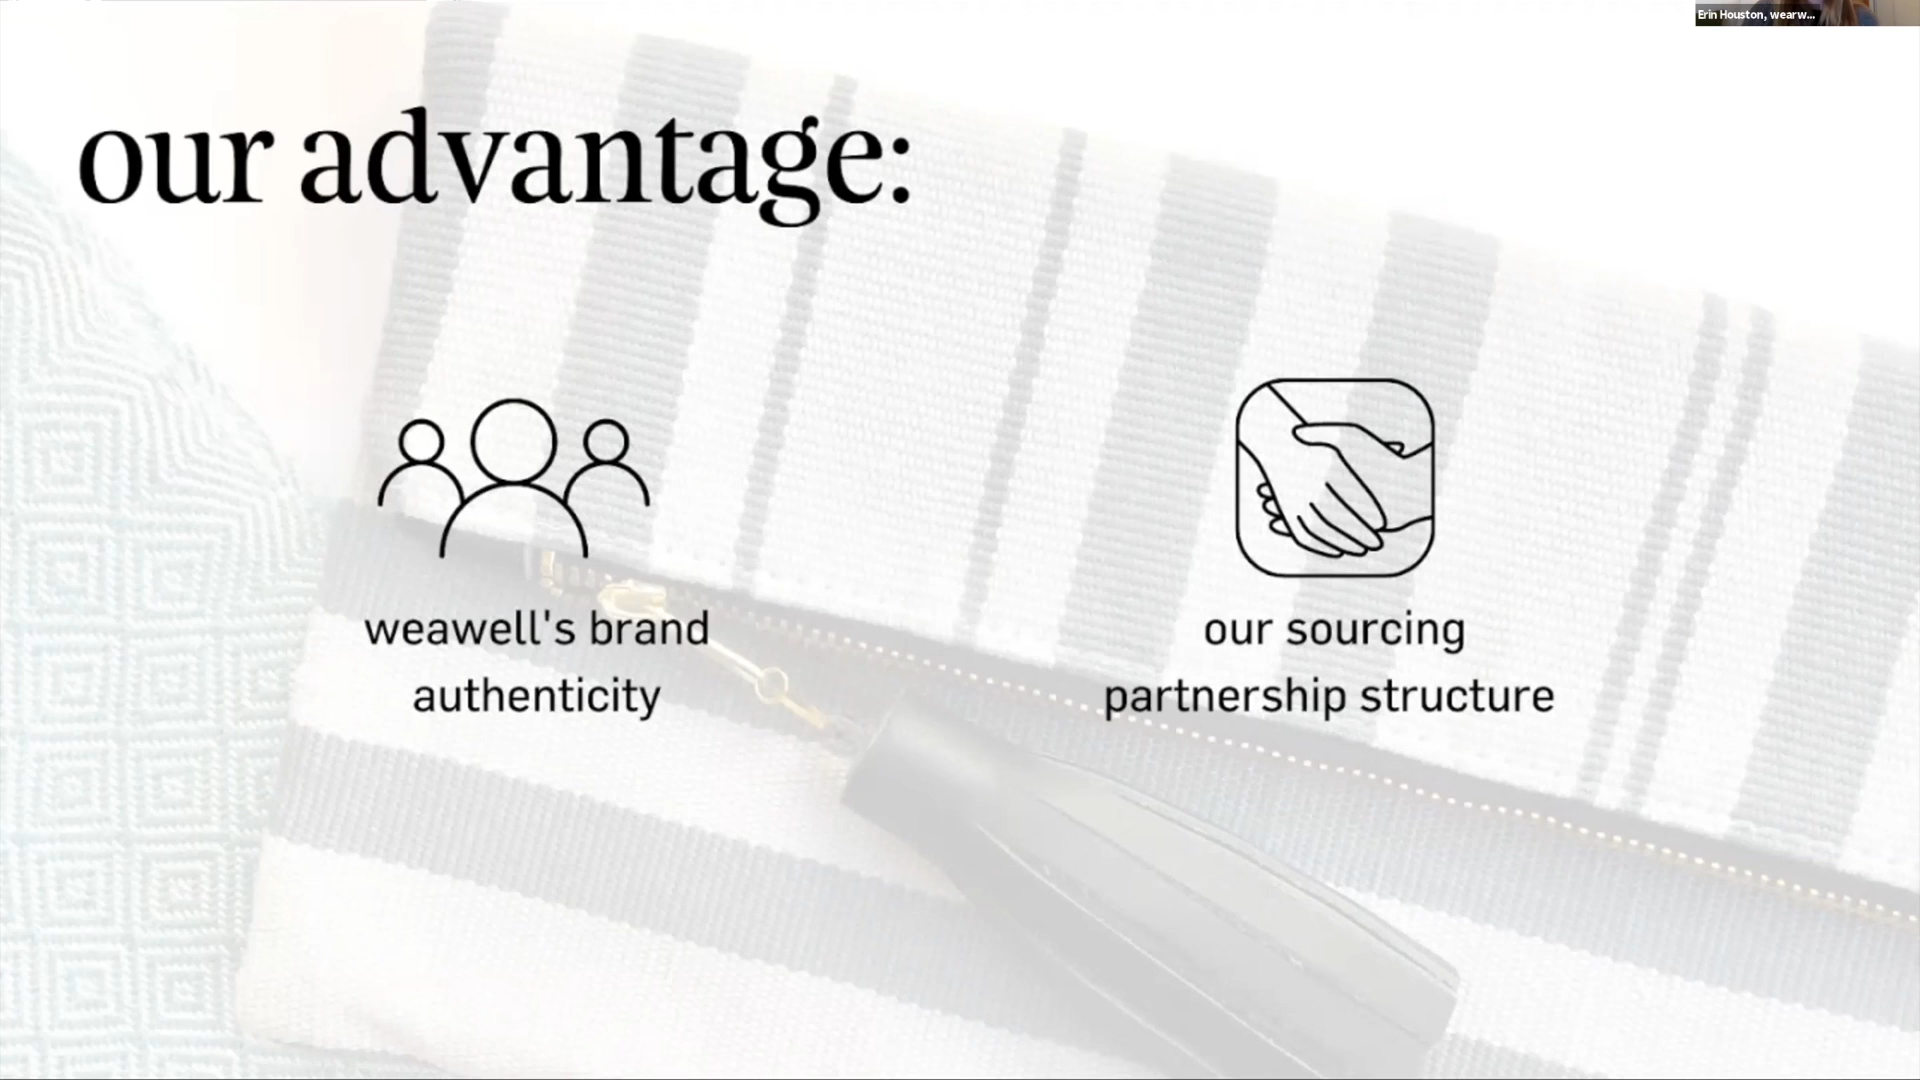 Erin Houston, wearw...
our advantage:
weawell's brand
authenticity
our sourcing
partnership structure